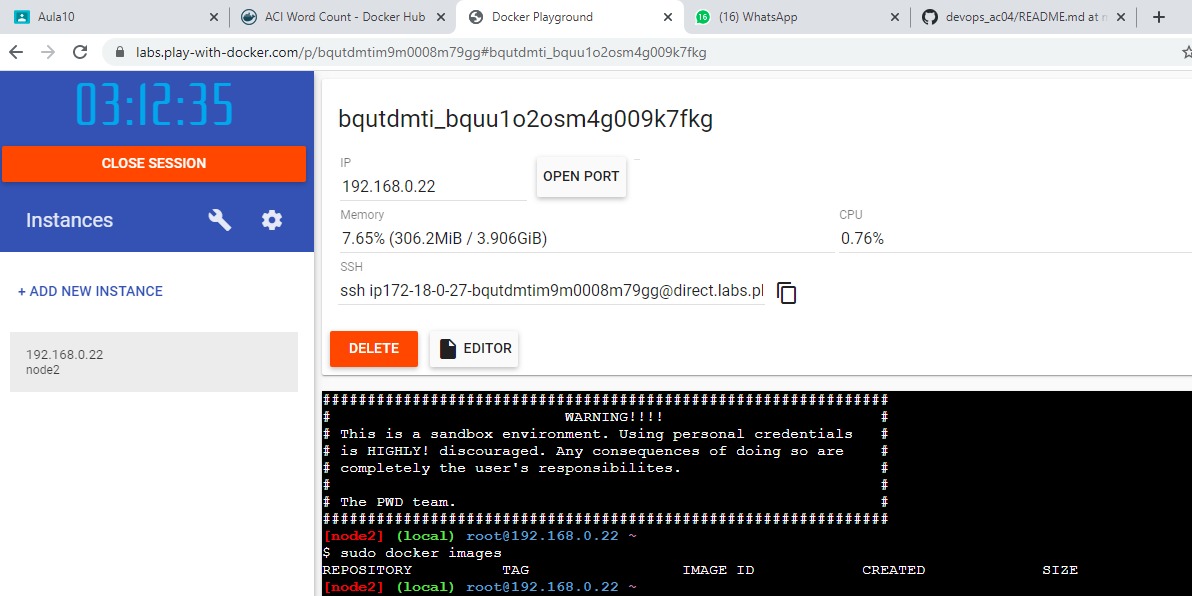 Aula10
ACI Word Count - Docker Hub
Docker Playground
16 (16) WhatsApp
devops_ac04/README.md at
labs.play-with-docker.com/p/bqutdmtim9m0008m79gg#bqutdmti_bquu1o2osm4g009k7fkg
03:12:35
CLOSE SESSION
Instances
+ ADD NEW INSTANCE
192.168.0.22
node2
bqutdmti_bquu1o2osm4g009k7fkg
IP
192.168.0.22
OPEN PORT
Memory
7.65% (306.2MiB / 3.906GiB)
CPU
0.76%
SSH
ssh ip172-18-0-27-bqutdmtim9m0008m79gg@direct.labs.pl
DELETE
EDITOR
###############################################################
# WARNING!!!! #
# This is a sandbox environment. Using personal credentials #
# is HIGHLY! discouraged. Any consequences of doing so are #
# completely the user's responsibilites. #
# #
# The PWD team. #
###############################################################
[node2] (local) root@192.168.0.22 ~
$ sudo docker images
REPOSITORY TAG IMAGE ID CREATED SIZE
[node2] (local) root@192.168.0.22 ~